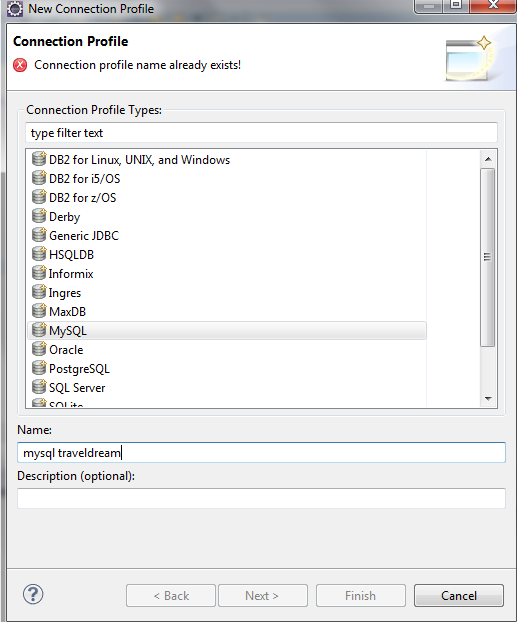 New Connection Profile
Connection Profile
Connection profile name already exists!
Connection Profile Types:
type filter text
DB2 for Linux, UNIX, and Windows
DB2 for i5/OS
DB2 for z/OS
Derby
Generic JDBC
HSQLDB
Informix
Ingres
MaxDB
MySQL
Oracle
PostgreSQL
SQL Server
SQLite
Name:
mysql traveldream
Description (optional):
? < Back Next > Finish Cancel